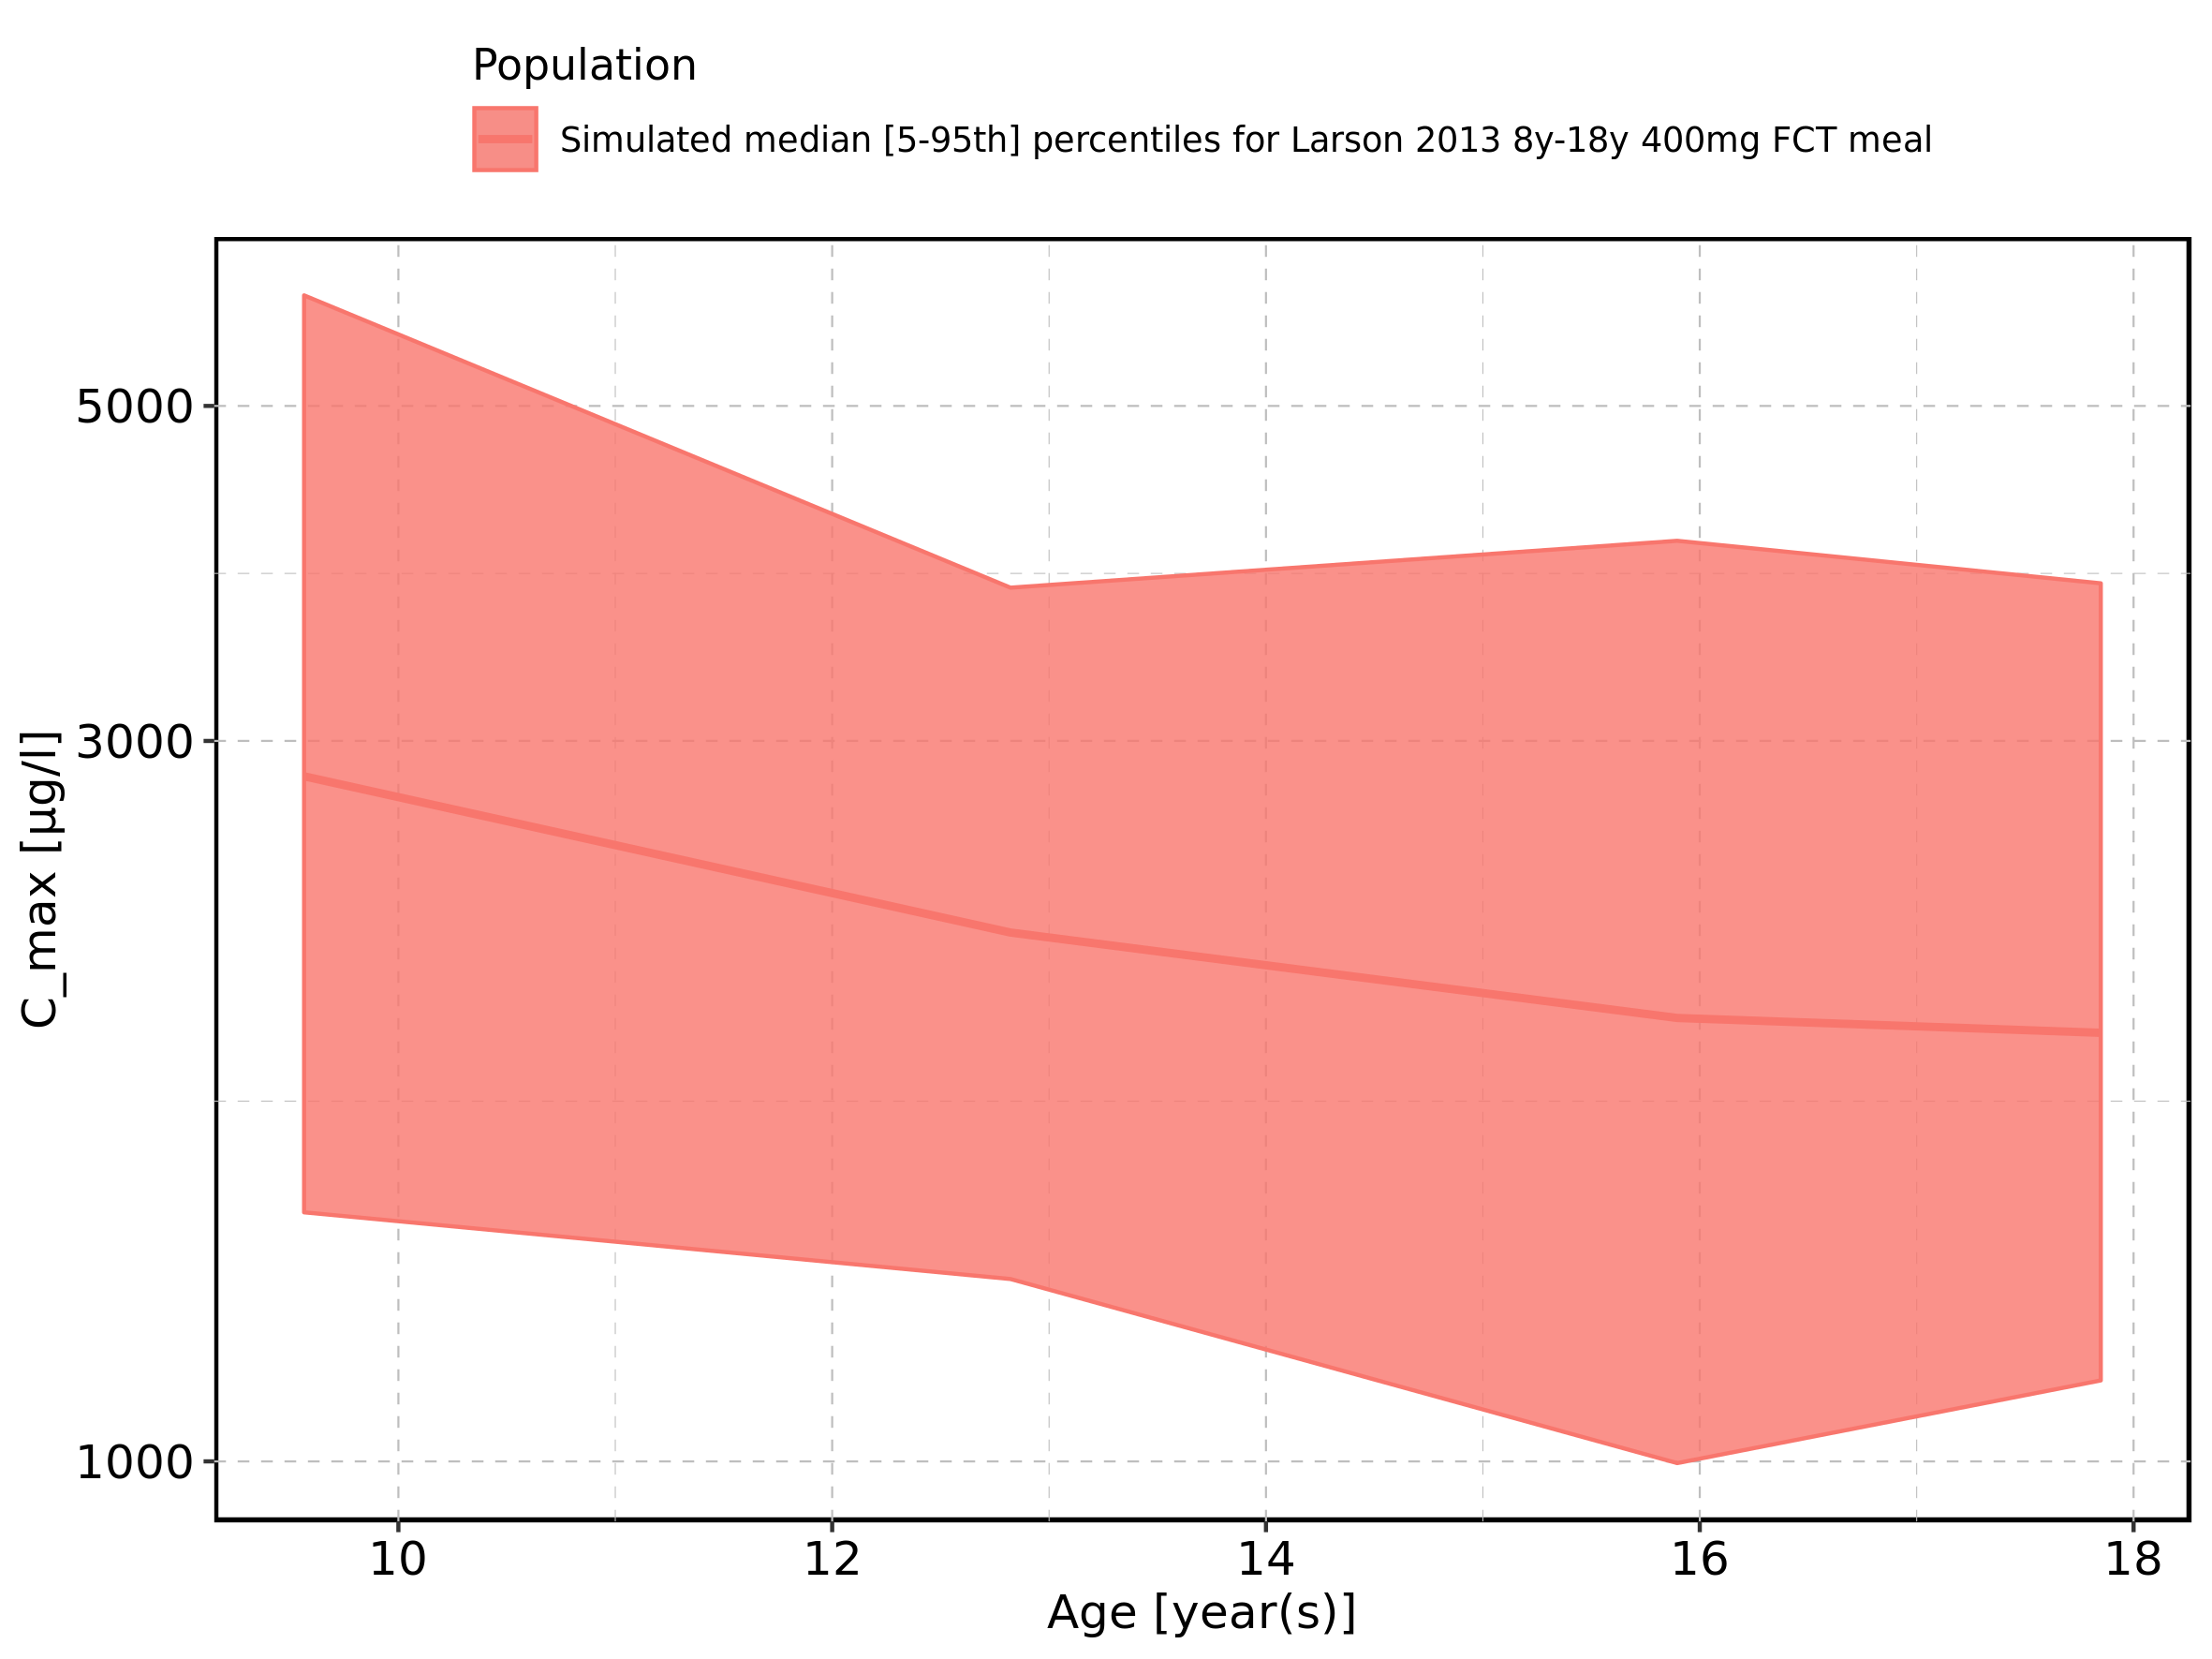 Population
Simulated median [5-95th] percentiles for Larson 2013 8y-18y 400mg FCT meal
5000
3000
1000
C_max [µg/l]
10 12 14 16 18
Age [year(s)]